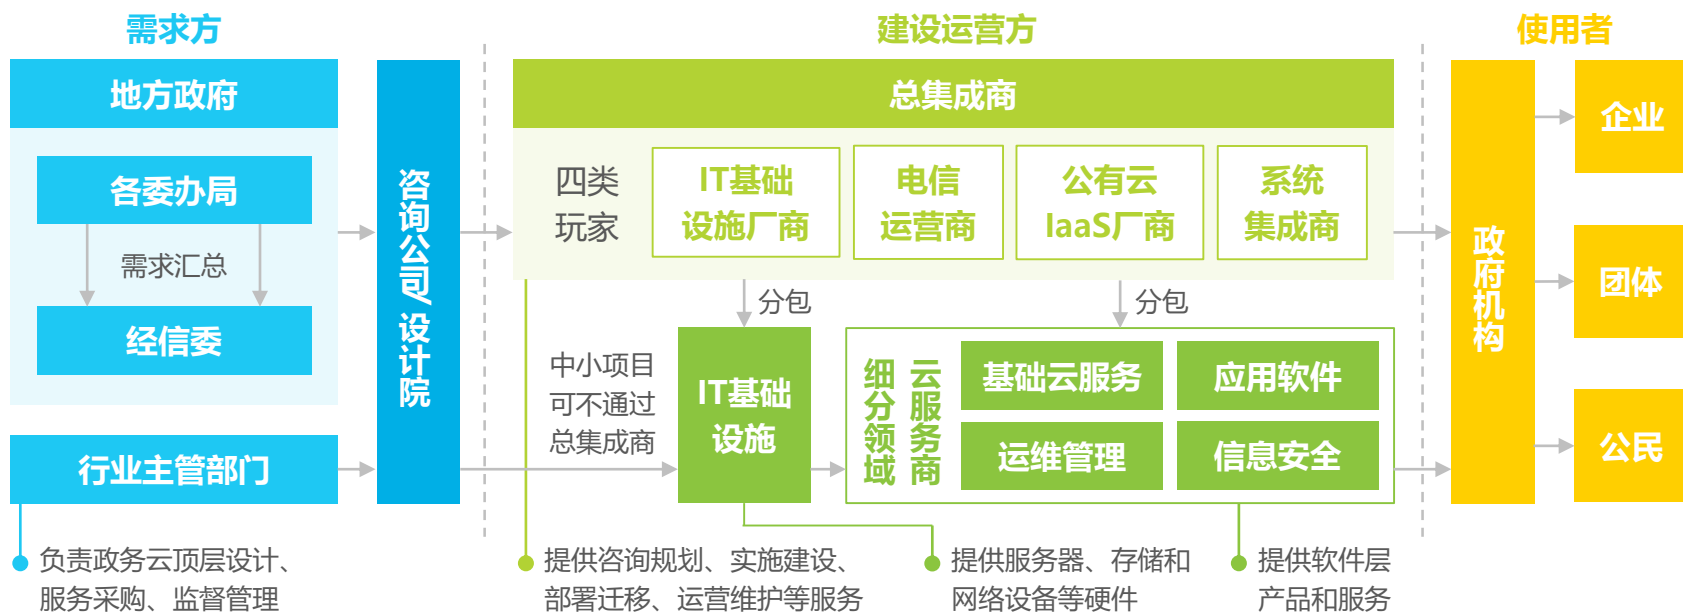 需求方
建设运营方
使用者
地方政府
各委办局
需求汇总
经信委
行业主管部门
负责政务云顶层设计、
服务采购、监督管理
咨询公司/设计院
总集成商
四类
玩家
IT基础
设施厂商
电信
运营商
公有云
IaaS厂商
系统
集成商
分包
分包
中小项目
可不通过
总集成商
IT基础
设施
细分领域
云服务商
基础云服务
应用软件
运维管理
信息安全
提供咨询规划、实施建设、
部署迁移、运营维护等服务
提供服务器、存储和
网络设备等硬件
提供软件层
产品和服务
政府机构
企业
团体
公民